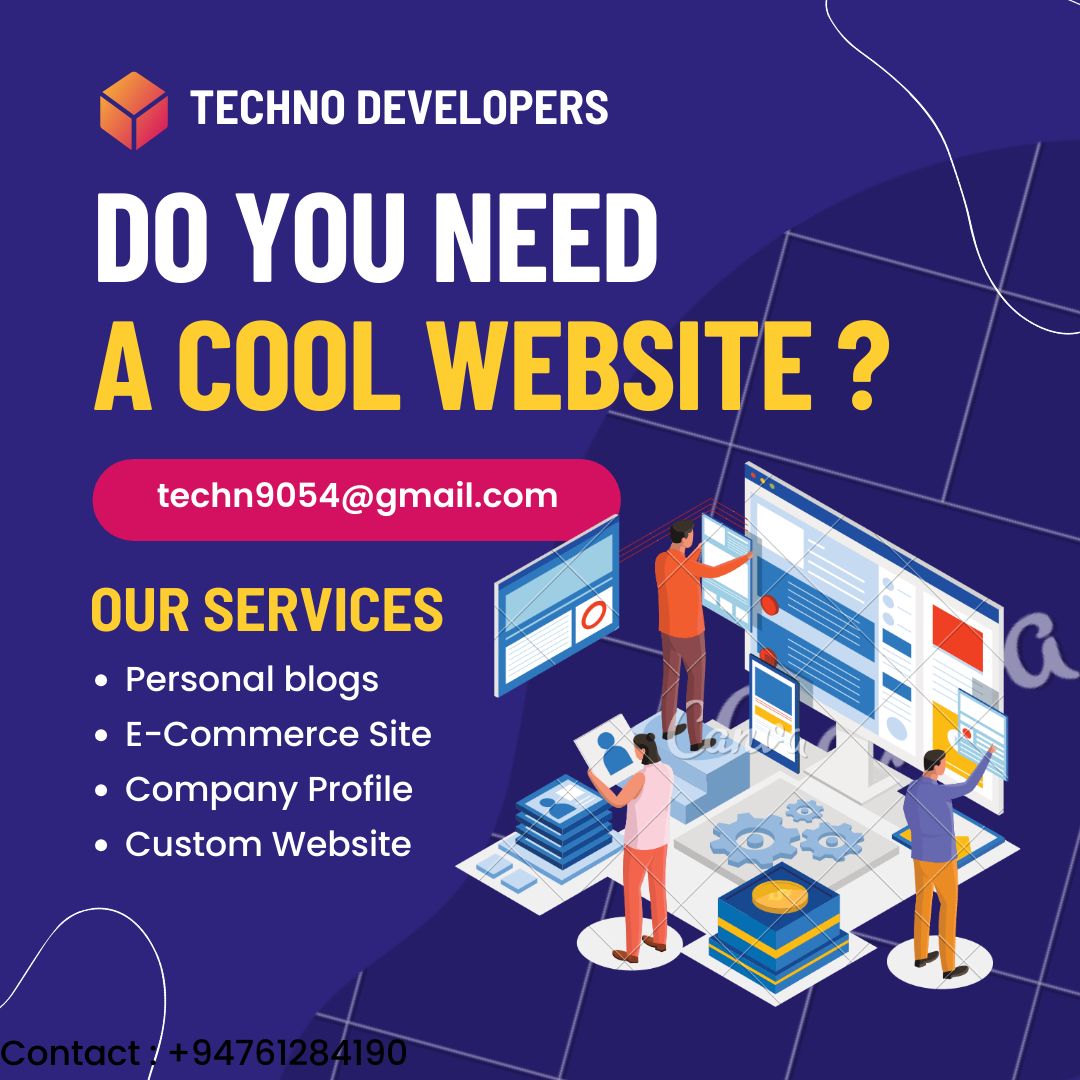 TECHNO DEVELOPERS
DO YOU NEED
A COOL WEBSITE ?
techn9054@gmail.com
OUR SERVICES
• Personal blogs
• E-Commerce Site
• Company Profile
• Custom Website
Canva
a
Contact : +94761284190